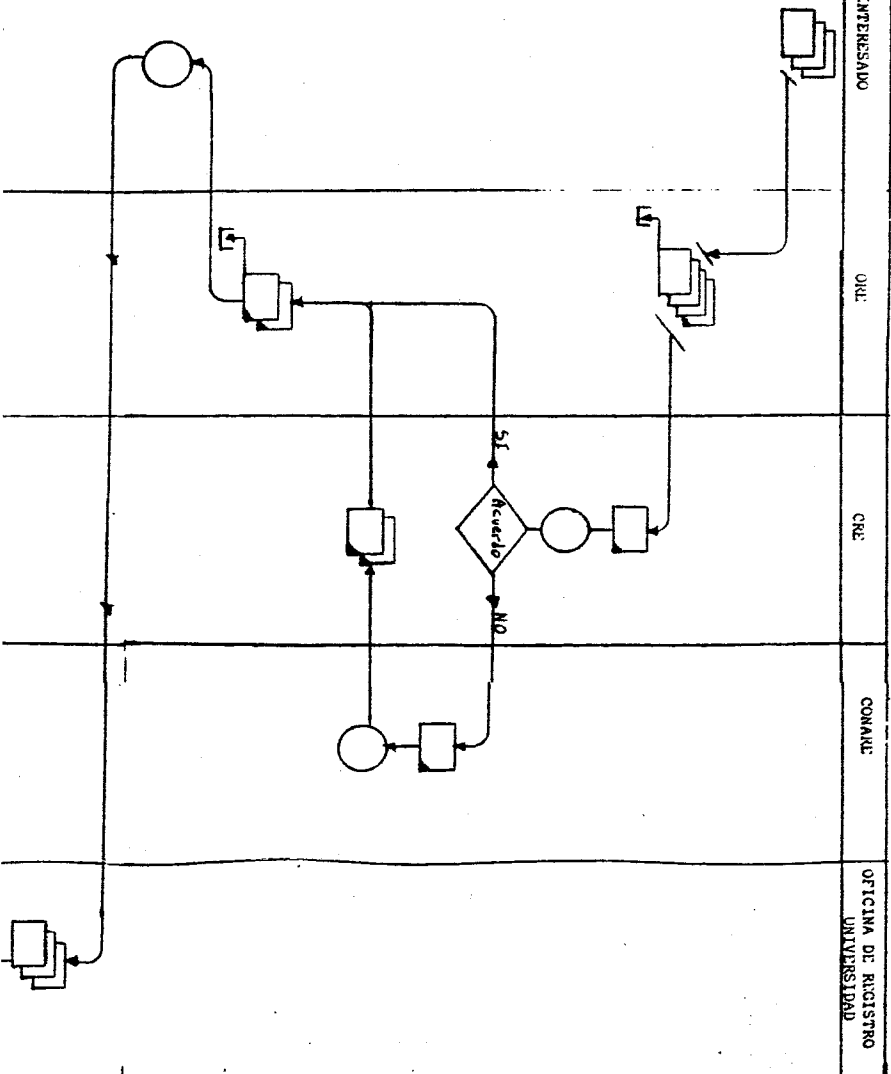 INTERESADO
ORE
CRE
CONARE
OFICINA DE REGISTRO
UNIVERSIDAD
SI
Acuerdo
NO